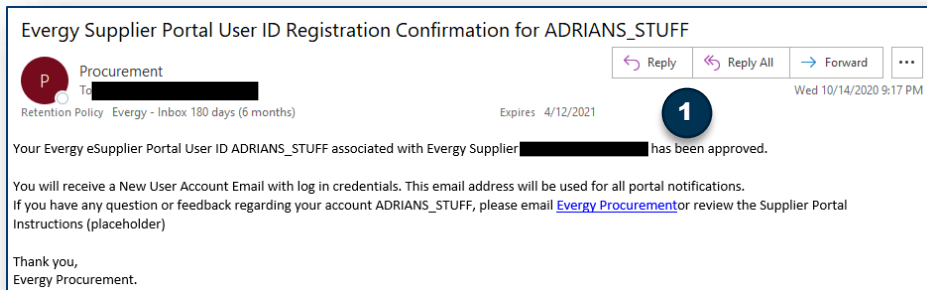 Evergy Supplier Portal User ID Registration Confirmation for ADRIANS_STUFF
P
Procurement
To
Reply
Reply All
Forward
...
Wed 10/14/2020 9:17 PM
Retention Policy Evergy - Inbox 180 days (6 months)
Expires 4/12/2021
1
Your Evergy eSupplier Portal User ID ADRIANS_STUFF associated with Evergy Supplier has been approved.
You will receive a New User Account Email with log in credentials. This email address will be used for all portal notifications.
If you have any question or feedback regarding your account ADRIANS_STUFF, please email Evergy Procurementor review the Supplier Portal
Instructions (placeholder)
Thank you,
Evergy Procurement.